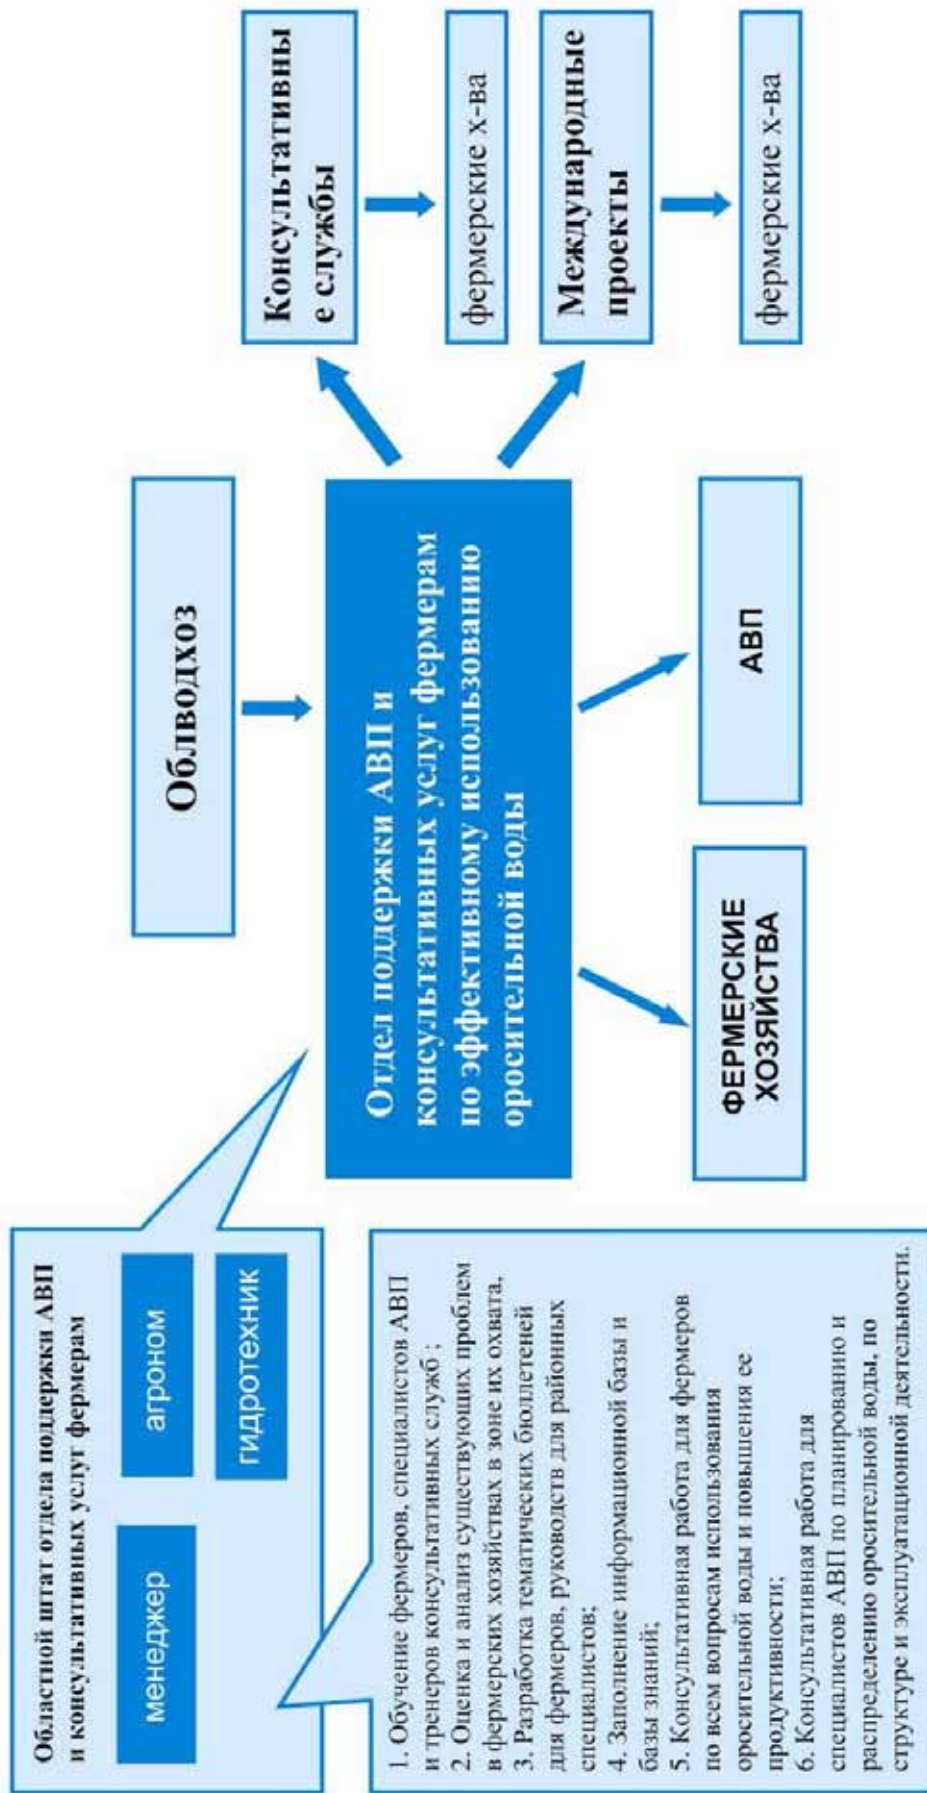 Областной штат отдела поддержки АВП
и консультативных услуг фермерам
менеджер
агроном
гидротехник
1. Обучение фермеров, специалистов АВП
и тренеров консультативных служб ;
2. Оценка и анализ существующих проблем
в фермерских хозяйствах в зоне их охвата,
3. Разработка тематических бюллетеней
для фермеров, руководств для районных
специалистов;
4. Заполнение информационной базы и
базы знаний;
5. Консультативная работа для фермеров
по всем вопросам использования
оросительной воды и повышения ее
продуктивности;
6. Консультативная работа для
специалистов АВП по планированию и
распределению оросительной воды, по
структуре и эксплуатационной деятельности.
Облводхоз
Отдел поддержки АВП и
консультативных услуг фермерам
по эффективному использованию
оросительной воды
ФЕРМЕРСКИЕ
ХОЗЯЙСТВА
АВП
Консультативны
е службы
фермерские х-ва
Международные
проекты
фермерские х-ва